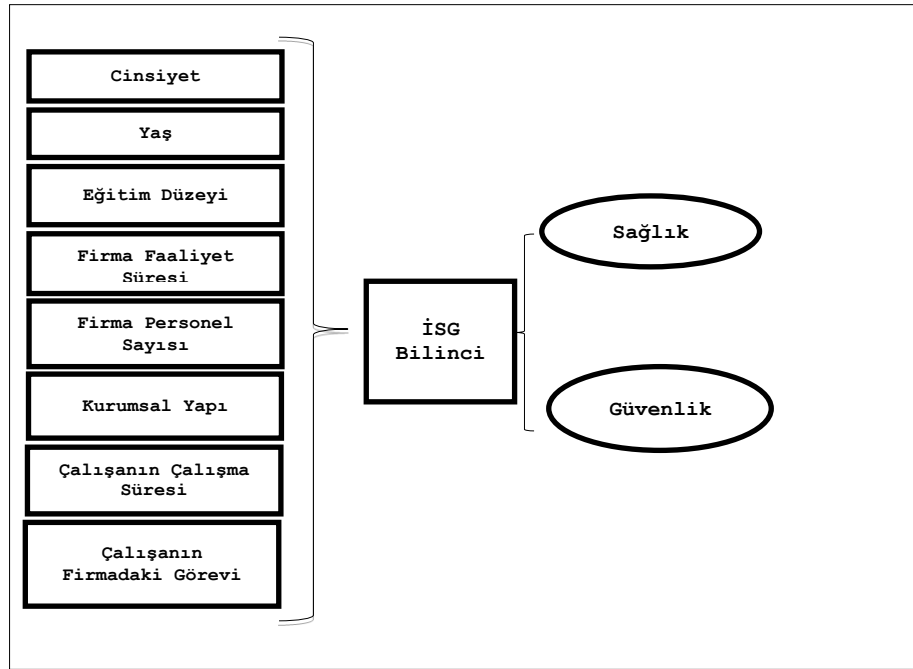 Cinsiyet
Yaş
Eğitim Düzeyi
Firma Faaliyet
Süresi
Firma Personel
Sayısı
Kurumsal Yapı
Çalışanın Çalışma
Süresi
Çalışanın
Firmadaki Görevi
İSG
Bilinci
Sağlık
Güvenlik